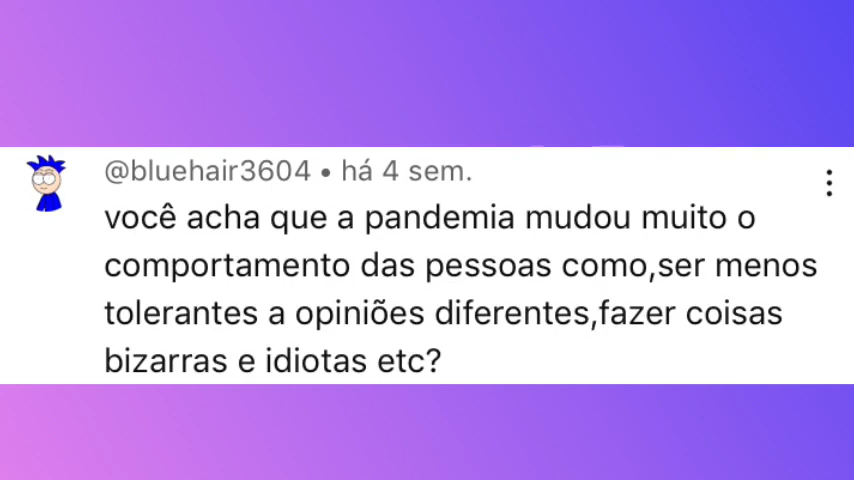 @bluehair3604 • há 4 sem.
você acha que a pandemia mudou muito o
comportamento das pessoas como,ser menos
tolerantes a opiniões diferentes,fazer coisas
bizarras e idiotas etc?